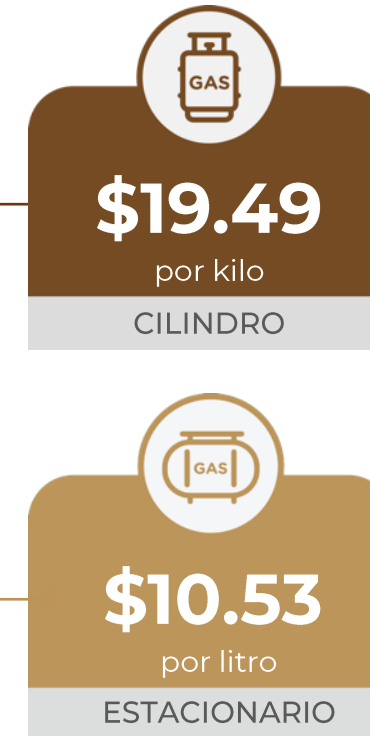 GAS
$19.49
por kilo
CILINDRO
GAS
$10.53
por litro
ESTACIONARIO